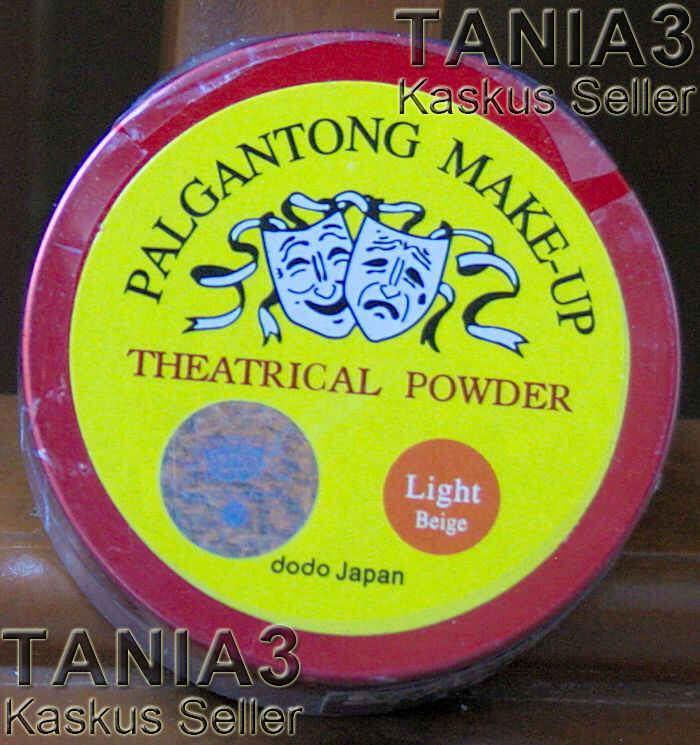 TANIA3
Kaskus Seller
PALGANTONG MAKE-UP
THEATRICAL POWDER
Light
Beige
dodo Japan
TANIA3
Kaskus Seller